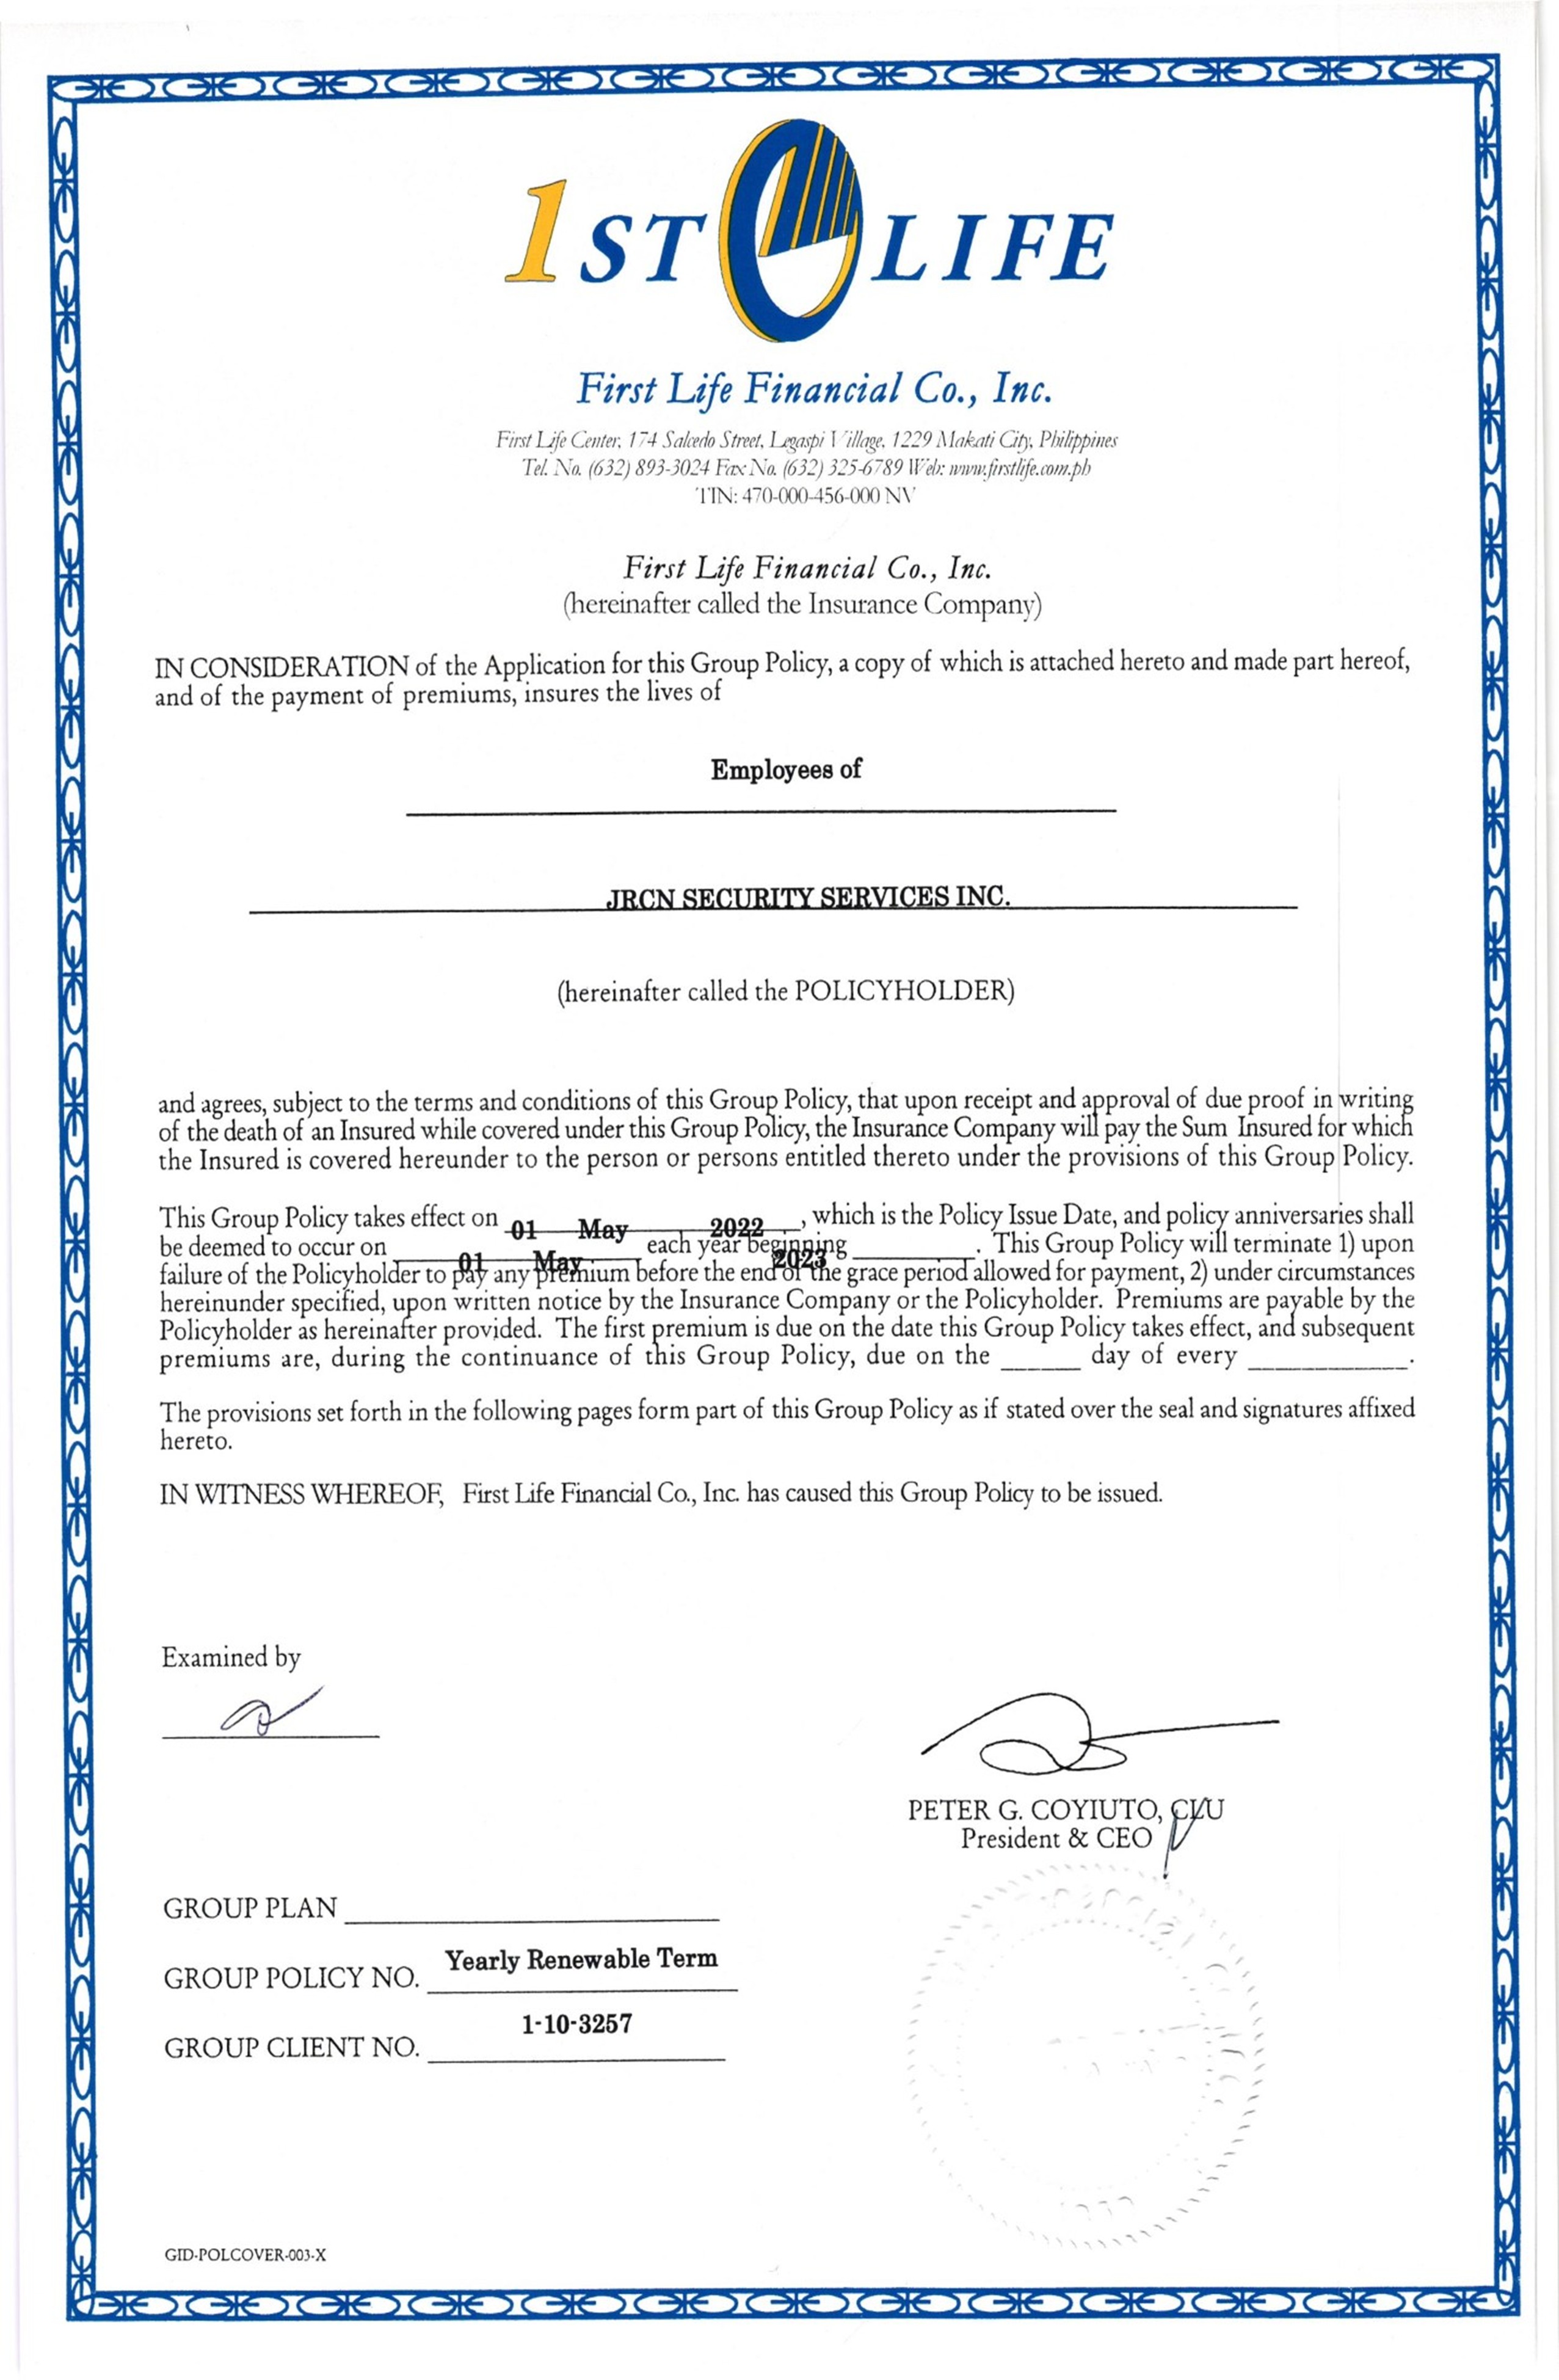 1ST LIFE
First Life Financial Co., Inc.
First Life Center, 174 Salcedo Street, Legaspi Village, 1229 Makati City, Philippines
Tel. No. (632) 893-3024 Fax No. (632) 325-6789 Web: www.firstlife.com.ph
TIN: 470-000-456-000 NV
First Life Financial Co., Inc.
(hereinafter called the Insurance Company)
IN CONSIDERATION of the Application for this Group Policy, a copy of which is attached hereto and made part hereof,
and of the payment of premiums, insures the lives of
Employees of
JRCN SECURITY SERVICES INC.
(hereinafter called the POLICYHOLDER)
and agrees, subject to the terms and conditions of this Group Policy, that upon receipt and approval of due proof in writing
of the death of an Insured while covered under this Group Policy, the Insurance Company will pay the Sum Insured for which
the Insured is covered hereunder to the person or persons entitled thereto under the provisions of this Group Policy.
This Group Policy takes effect on 01 May 2022, which is the Policy Issue Date, and policy anniversaries shall
be deemed to occur on 01 May each year beginning 2023. This Group Policy will terminate 1) upon
failure of the Policyholder to pay any premium before the end of the grace period allowed for payment, 2) under circumstances
hereinunder specified, upon written notice by the Insurance Company or the Policyholder. Premiums are payable by the
Policyholder as hereinafter provided. The first premium is due on the date this Group Policy takes effect, and subsequent
premiums are, during the continuance of this Group Policy, due on the ______ day of every ____________.
The provisions set forth in the following pages form part of this Group Policy as if stated over the seal and signatures affixed
hereto.
IN WITNESS WHEREOF, First Life Financial Co., Inc. has caused this Group Policy to be issued.
Examined by
PETER G. COYIUTO, CLU
President & CEO
GROUP PLAN
Yearly Renewable Term
GROUP POLICY NO.
1-10-3257
GROUP CLIENT NO.
GID-POLCOVER-003-X